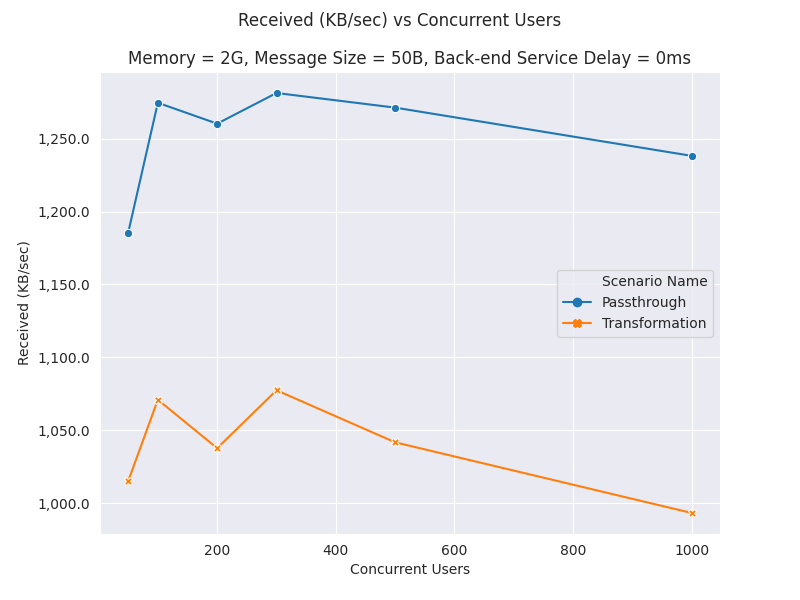 Received (KB/sec) vs Concurrent Users
Memory = 2G, Message Size = 50B, Back-end Service Delay = 0ms
1,250.0
1,200.0
1,150.0
1,100.0
1,050.0
1,000.0
Received (KB/sec)
Scenario Name
Passthrough
Transformation
200 400 600 800 1000
Concurrent Users